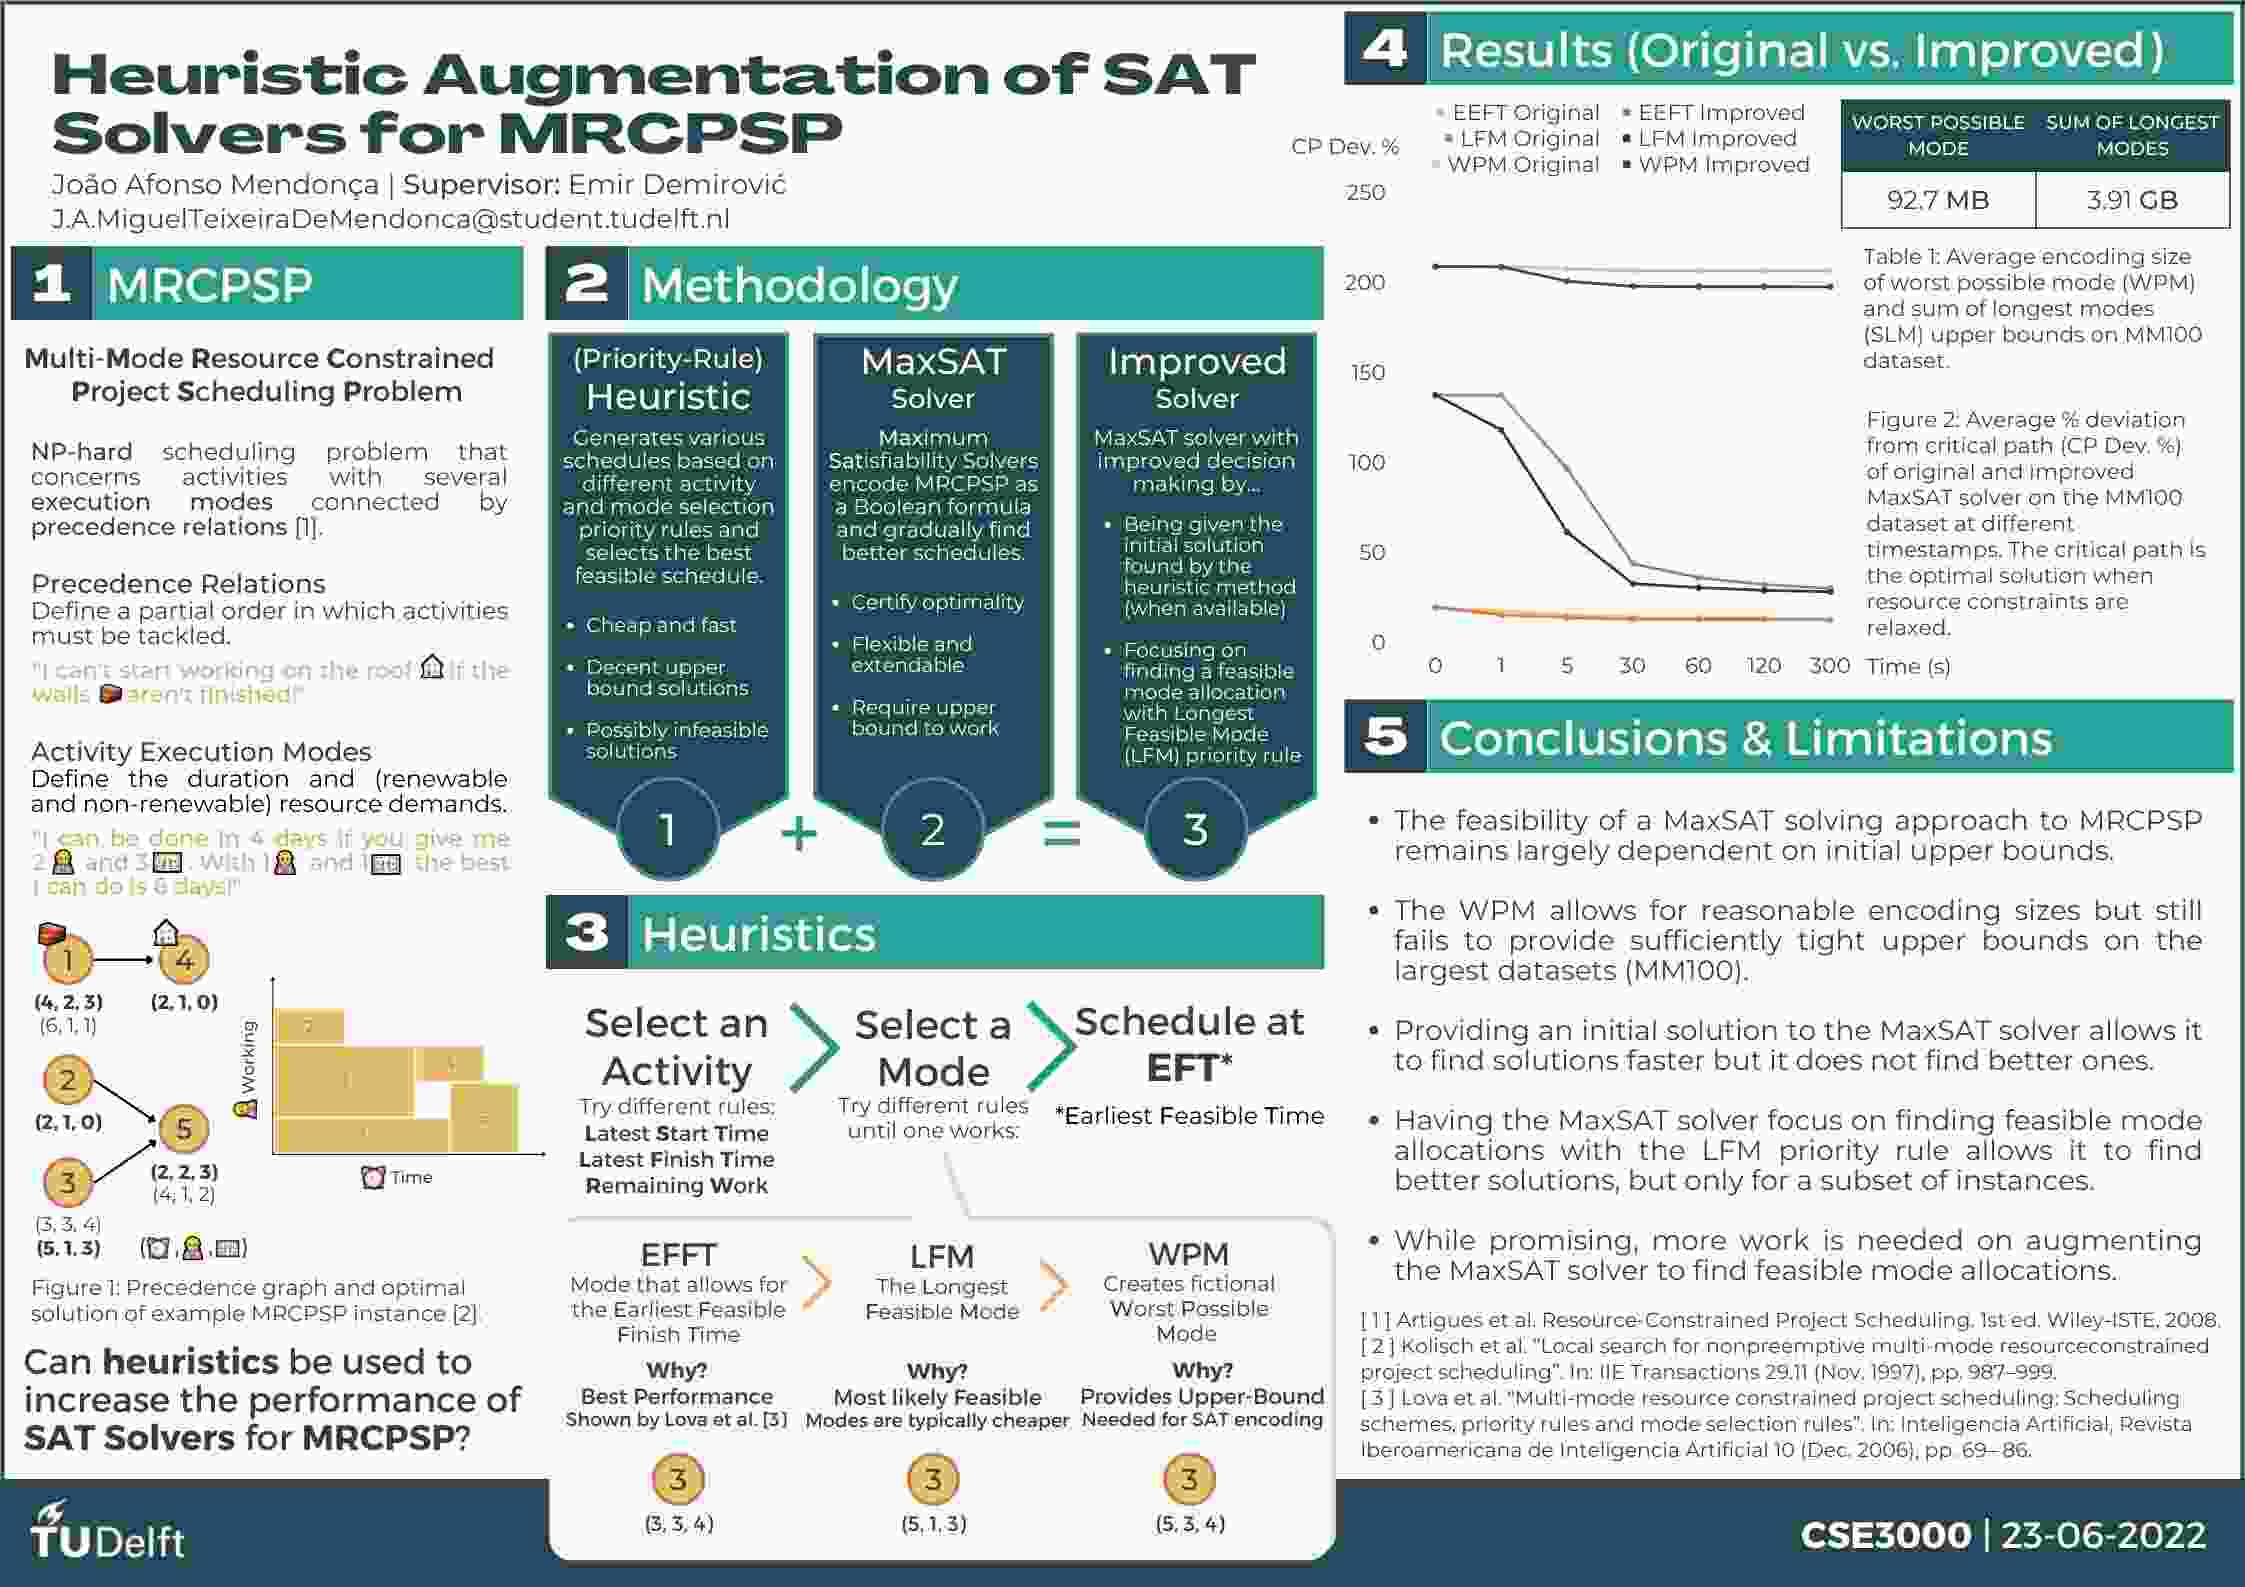 Heuristic Augmentation of SAT
Solvers for MRCPSP
João Afonso Mendonça | Supervisor: Emir Demirović
J.A.MiguelTeixeiraDeMendonca@student.tudelft.nl
1 MRCPSP
Multi-Mode Resource Constrained
Project Scheduling Problem
NP-hard scheduling problem that
concerns activities with several
execution modes connected by
precedence relations [1].
Precedence Relations
Define a partial order in which activities
must be tackled.
"I can't start working on the roof if the
walls aren't finished!"
Activity Execution Modes
Define the duration and (renewable
and non-renewable) resource demands.
"I can be done in 4 days if you give me
2 and 3 . With 1 and 1 the best
I can do is 6 days!"
1 4
(4, 2, 3) (2, 1, 0)
(6, 1, 1)
2
(2, 1, 0)
5
3
(2, 2, 3)
(4, 1, 2)
(3, 3, 4)
(5, 1, 3) ( , , )
Working
Time
Figure 1: Precedence graph and optimal
solution of example MRCPSP instance [2].
Can heuristics be used to
increase the performance of
SAT Solvers for MRCPSP?
2 Methodology
(Priority-Rule)
Heuristic
Generates various
schedules based on
different activity
and mode selection
priority rules and
selects the best
feasible schedule.
• Cheap and fast
• Decent upper
bound solutions
• Possibly infeasible
solutions
1
+
MaxSAT
Solver
Maximum
Satisfiability Solvers
encode MRCPSP as
a Boolean formula
and gradually find
better schedules.
• Certify optimality
• Flexible and
extendable
• Require upper
bound to work
2
=
Improved
Solver
MaxSAT solver with
improved decision
making by...
• Being given the
initial solution
found by the
heuristic method
(when available)
• Focusing on
finding a feasible
mode allocation
with Longest
Feasible Mode
(LFM) priority rule
3
3 Heuristics
Select an
Activity
Try different rules:
Latest Start Time
Latest Finish Time
Remaining Work
Select a
Mode
Try different rules
until one works:
Schedule at
EFT*
*Earliest Feasible Time
EFFT
Mode that allows for
the Earliest Feasible
Finish Time
Why?
Best Performance
Shown by Lova et al. [3]
3
(3, 3, 4)
LFM
The Longest
Feasible Mode
Why?
Most likely Feasible
Modes are typically cheaper
3
(5, 1, 3)
WPM
Creates fictional
Worst Possible
Mode
Why?
Provides Upper-Bound
Needed for SAT encoding
3
(5, 3, 4)
4 Results (Original vs. Improved)
EEFT Original EEFT Improved
LFM Original LFM Improved
WPM Original WPM Improved
CP Dev. %
250
200
150
100
50
0
0 1 5 30 60 120 300 Time (s)
WORST POSSIBLE MODE SUM OF LONGEST MODES
92.7 MB 3.91 GB
Table 1: Average encoding size
of worst possible mode (WPM)
and sum of longest modes
(SLM) upper bounds on MM100
dataset.
Figure 2: Average % deviation
from critical path (CP Dev. %)
of original and improved
MaxSAT solver on the MM100
dataset at different
timestamps. The critical path is
the optimal solution when
resource constraints are
relaxed.
5 Conclusions & Limitations
• The feasibility of a MaxSAT solving approach to MRCPSP
remains largely dependent on initial upper bounds.
• The WPM allows for reasonable encoding sizes but still
fails to provide sufficiently tight upper bounds on the
largest datasets (MM100).
• Providing an initial solution to the MaxSAT solver allows it
to find solutions faster but it does not find better ones.
• Having the MaxSAT solver focus on finding feasible mode
allocations with the LFM priority rule allows it to find
better solutions, but only for a subset of instances.
• While promising, more work is needed on augmenting
the MaxSAT solver to find feasible mode allocations.
[1] Artigues et al. Resource-Constrained Project Scheduling. 1st ed. Wiley-ISTE, 2008.
[2] Kolisch et al. "Local search for nonpreemptive multi-mode resourceconstrained
project scheduling". In: IIE Transactions 29.11 (Nov. 1997), pp. 987–999.
[3] Lova et al. "Multi-mode resource constrained project scheduling: Scheduling
schemes, priority rules and mode selection rules". In: Inteligencia Artificial, Revista
Iberoamericana de Inteligencia Artificial 10 (Dec. 2006), pp. 69–86.
TU Delft
CSE3000 | 23-06-2022